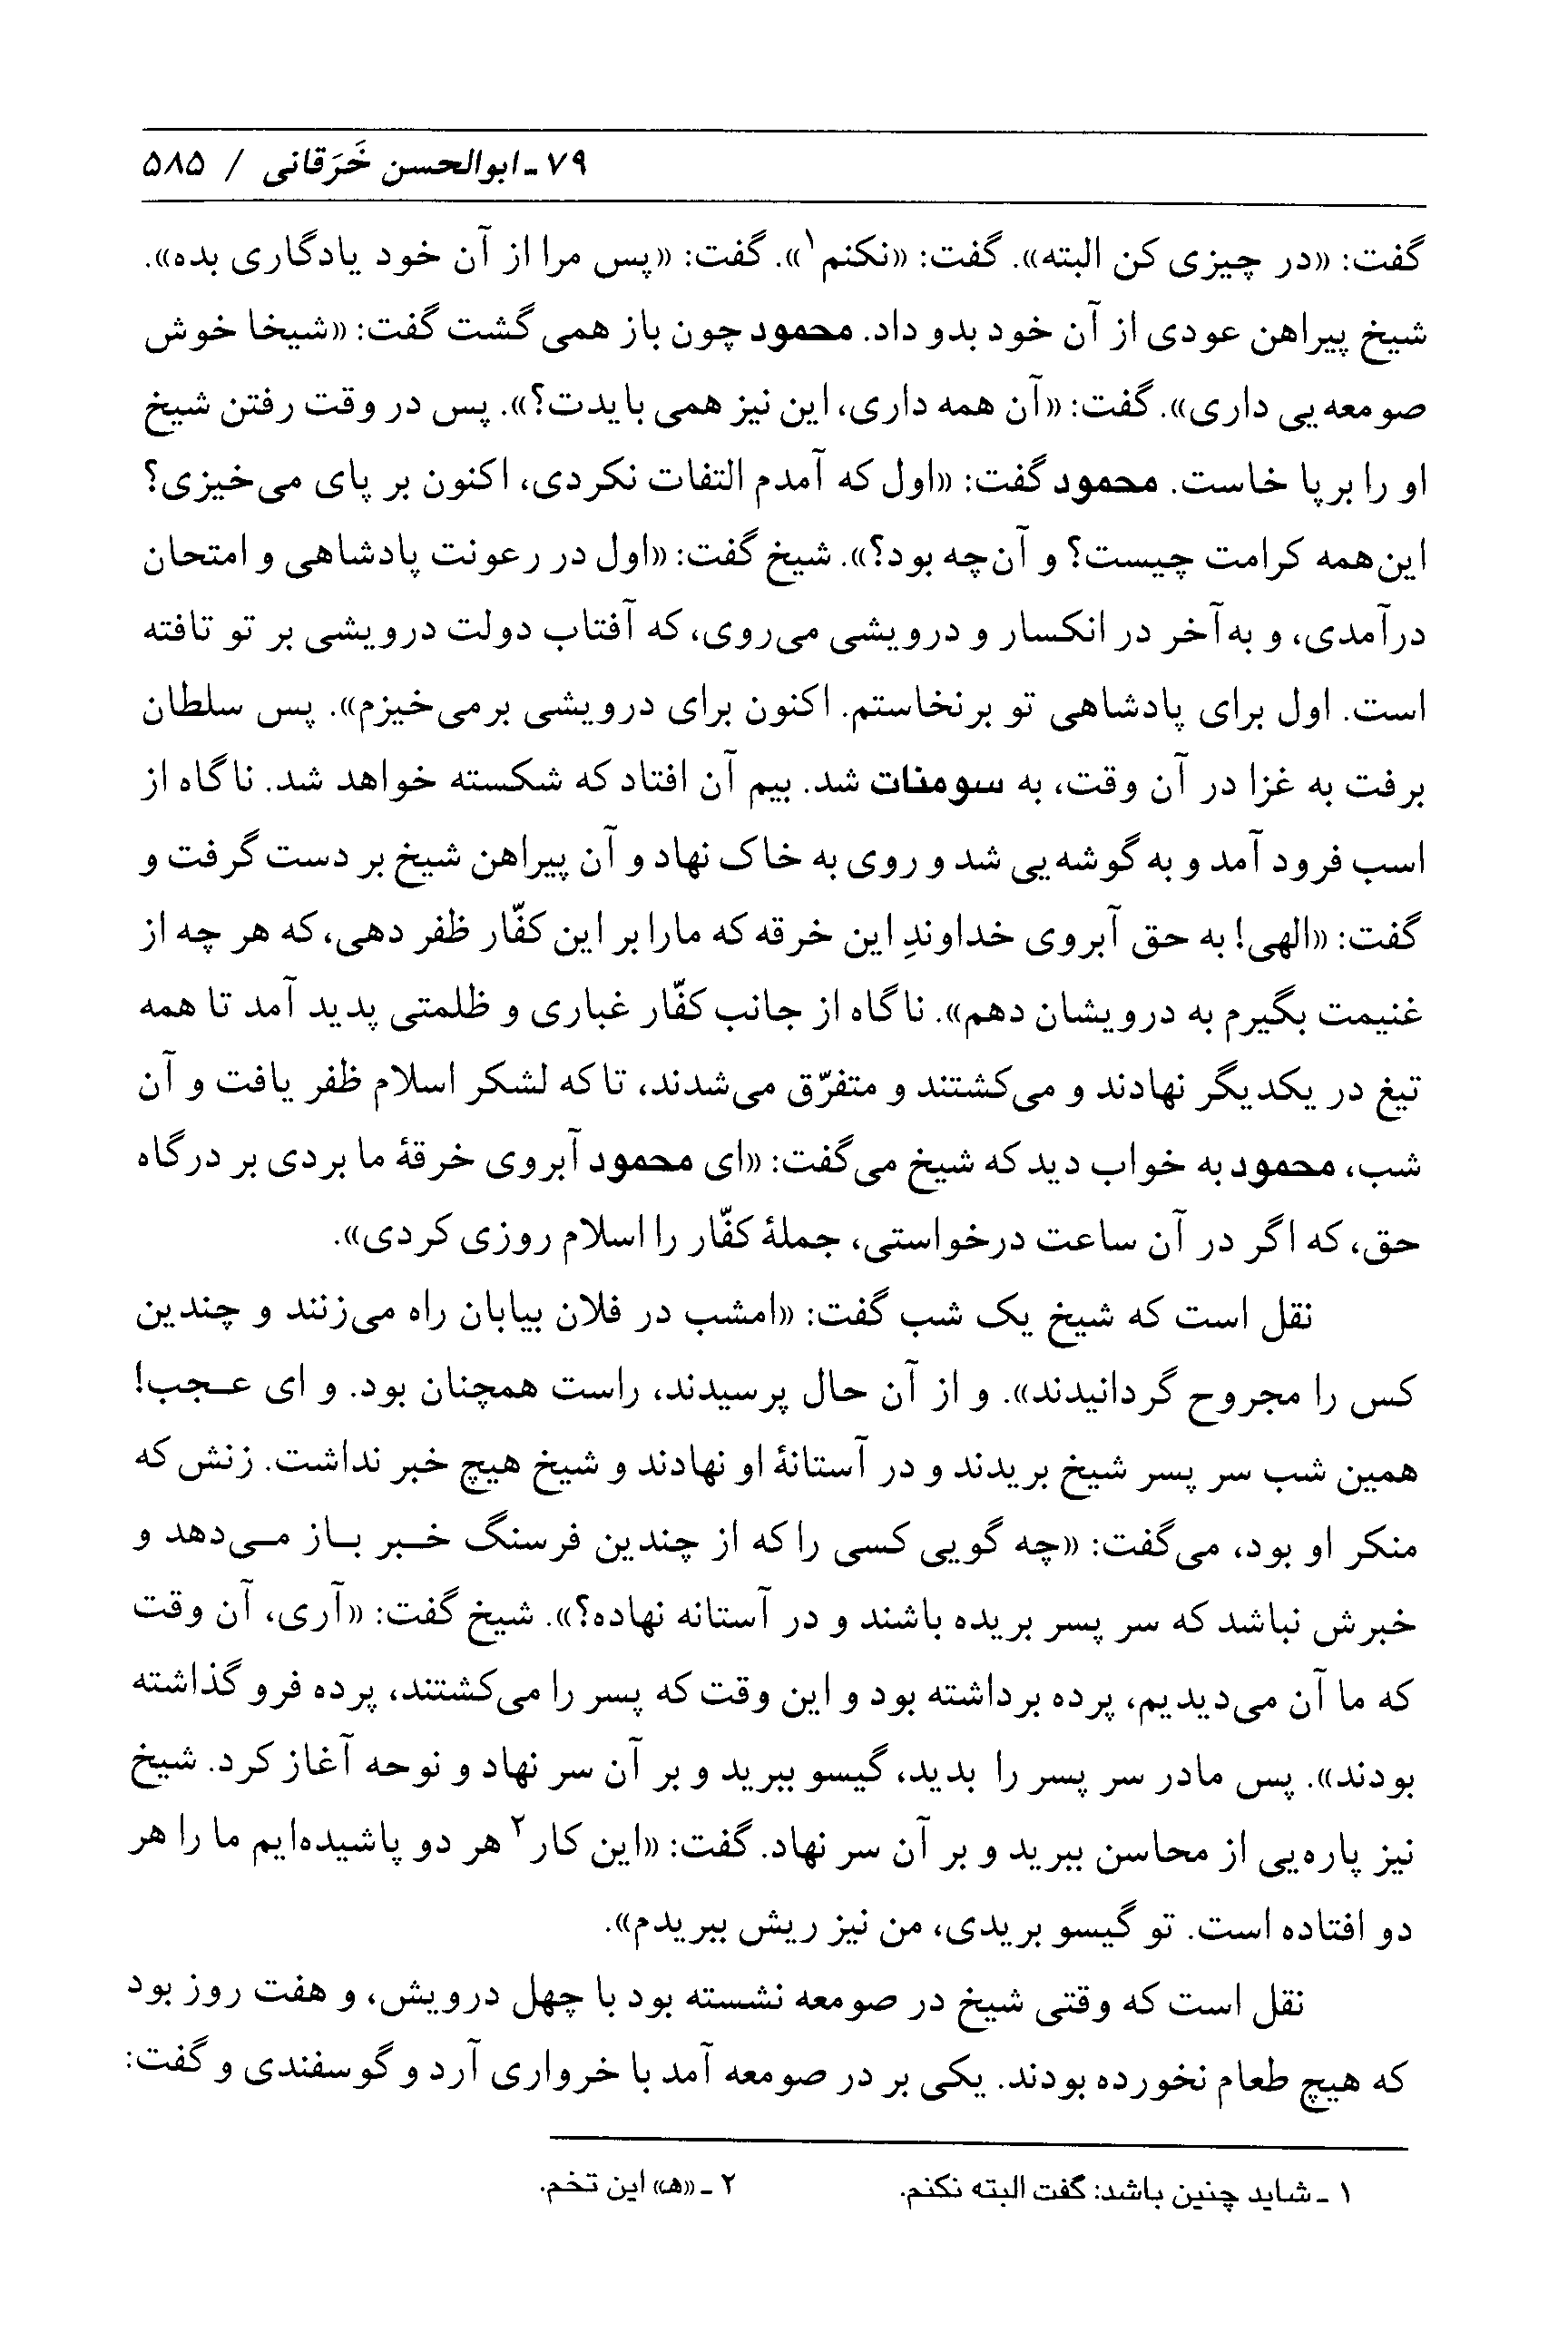 ۷۹ ـ ابوالحسن خَرَقانی / ۵۸۵
گفت: «در چیزی کن البته». گفت: «نکنم۱». گفت: «پس مرا از آن خود یادگاری بده».
شیخ پیراهن عودی از آن خود بدو داد. محمود چون باز همی گشت گفت: «شیخا خوش
صومعه‌یی داری». گفت: «آن همه داری، این نیز همی بایدت؟». پس در وقت رفتن شیخ
او را برپا خاست. محمود گفت: «اول که آمدم التفات نکردی، اکنون بر پای می‌خیزی؟
این‌همه کرامت چیست؟ و آن‌چه بود؟». شیخ گفت: «اول در رعونت پادشاهی و امتحان
درآمدی، و به‌آخر در انکسار و درویشی می‌روی، که آفتاب دولت درویشی بر تو تافته
است. اول برای پادشاهی تو برنخاستم. اکنون برای درویشی برمی‌خیزم». پس سلطان
برفت به غزا در آن وقت، به سومنات شد. بیم آن افتاد که شکسته خواهد شد. ناگاه از
اسب فرود آمد و به گوشه‌یی شد و روی به خاک نهاد و آن پیراهن شیخ بر دست گرفت و
گفت: «الهی! به حق آبروی خداوندِ این خرقه که مارا بر این کفّار ظفر دهی، که هر چه از
غنیمت بگیرم به درویشان دهم». ناگاه از جانب کفّار غباری و ظلمتی پدید آمد تا همه
تیغ در یکدیگر نهادند و می‌کشتند و متفرّق می‌شدند، تا که لشکر اسلام ظفر یافت و آن
شب، محمود به خواب دید که شیخ می‌گفت: «ای محمود آبروی خرقهٔ ما بردی بر درگاه
حق، که اگر در آن ساعت درخواستی، جملهٔ کفّار را اسلام روزی کردی».
نقل است که شیخ یک شب گفت: «امشب در فلان بیابان راه می‌زنند و چندین
کس را مجروح گردانیدند». و از آن حال پرسیدند، راست همچنان بود. و ای عـجب!
همین شب سر پسر شیخ بریدند و در آستانهٔ او نهادند و شیخ هیچ خبر نداشت. زنش که
منکر او بود، می‌گفت: «چه گویی کسی را که از چندین فرسنگ خـبر بـاز مـی‌دهد و
خبرش نباشد که سر پسر بریده باشند و در آستانه نهاده؟». شیخ گفت: «آری، آن وقت
که ما آن می‌دیدیم، پرده برداشته بود و این وقت که پسر را می‌کشتند، پرده فرو گذاشته
بودند». پس مادر سر پسر را بدید، گیسو ببرید و بر آن سر نهاد و نوحه آغاز کرد. شیخ
نیز پاره‌یی از محاسن ببرید و بر آن سر نهاد. گفت: «این کار۲ هر دو پاشیده‌ایم ما را هر
دو افتاده است. تو گیسو بریدی، من نیز ریش ببریدم».
نقل است که وقتی شیخ در صومعه نشسته بود با چهل درویش، و هفت روز بود
که هیچ طعام نخورده بودند. یکی بر در صومعه آمد با خرواری آرد و گوسفندی و گفت:
۱ ـ شاید چنین باشد: گفت البته نکنم. ۲ ـ «هـ» این تخم.